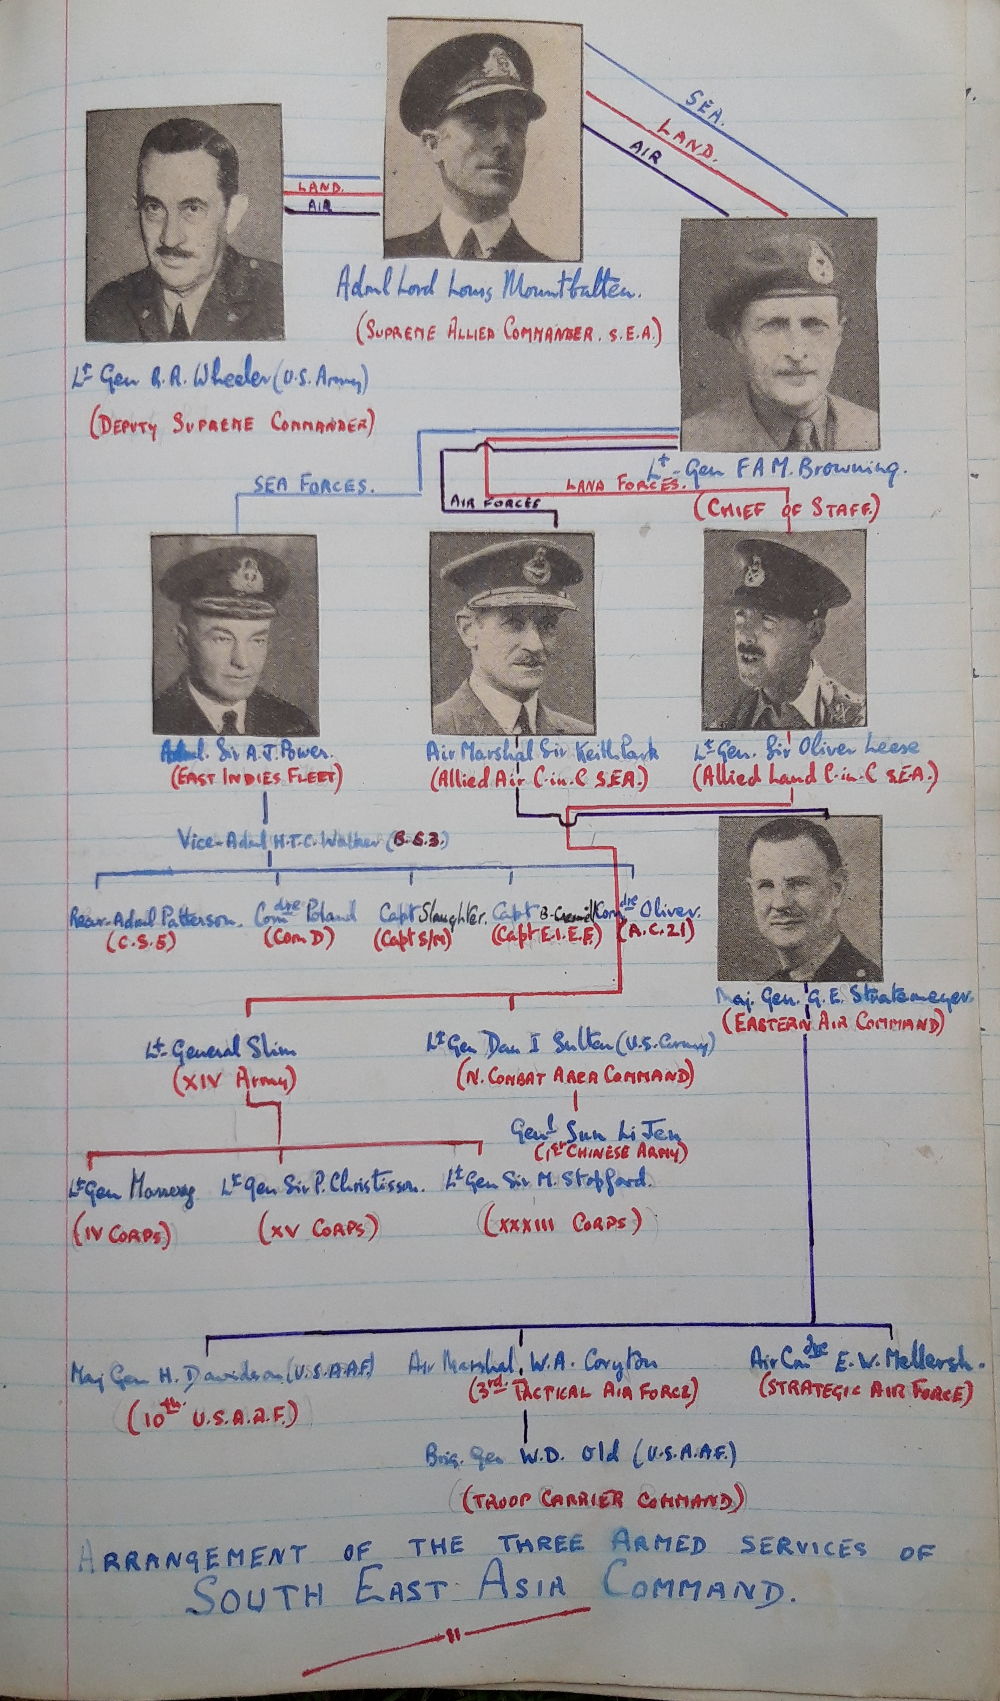 SEA.
LAND.
AIR
LAND.
AIR
Adml Lord Louis Mountbatten.
(SUPREME ALLIED COMMANDER. S.E.A.)
Lt Gen R.A. Wheeler (U.S. Army)
(DEPUTY SUPREME COMMANDER)
Lt-Gen F A M. Browning.
(CHIEF OF STAFF.)
SEA FORCES.
AIR FORCES
LAND FORCES.
Adml. Sir A.J. Power.
(EAST INDIES FLEET)
Air Marshal Sir Keith Park
(Allied Air C-in-C S.E.A.)
Lt Gen. Sir Oliver Leese
(Allied Land C-in-C S.E.A.)
Vice-Adml H.T.C. Walker (B.S.3.)
Rear-Adml Patterson.
(C.S.5)
Comdre Poland
(Com. D)
Capt Slaughter.
(Capt S/M)
Capt
(Capt E.I.E.F)
Comdre Oliver.
(A.C.21)
Maj. Gen. G.E. Stratemeyer.
(EASTERN AIR COMMAND)
Lt-General Slim
(XIV Army)
Lt Gen Dan I Sultan (U.S. Army)
(N. COMBAT AREA COMMAND)
Genl Sun Li Jen
(1st CHINESE ARMY)
Lt Gen Messervy
(IV CORPS)
Lt Gen Sir P. Christison.
(XV CORPS)
Lt Gen Sir M. Stopford.
(XXXIII CORPS)
Maj Gen H. Davidson (U.S.A.A.F)
(10th U.S.A.A.F.)
Air Marshal. W.A. Coryton
(3rd TACTICAL AIR FORCE)
Air Comdre E.W. Mellersh.
(STRATEGIC AIR FORCE)
Brig. Gen W.D. Old (U.S.A.A.F.)
(TROOP CARRIER COMMAND)
ARRANGEMENT OF THE THREE ARMED SERVICES OF
SOUTH EAST ASIA COMMAND.